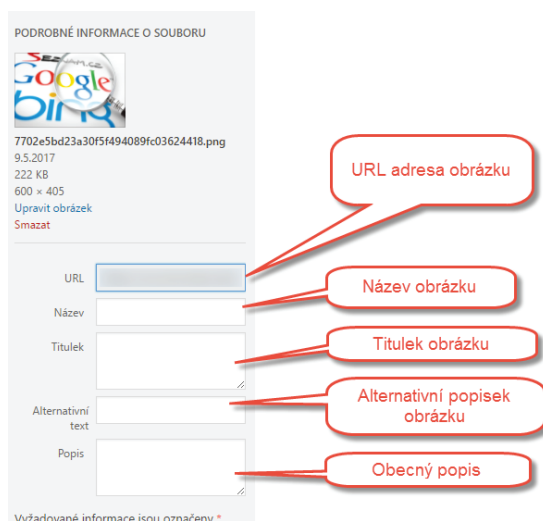 PODROBNÉ INFORMACE O SOUBORU
Seznam.cz
Google
bing
7702e5bd23a30f5f494089fc03624418.png
9.5.2017
222 KB
600 × 405
Upravit obrázek
Smazat
URL adresa obrázku
URL
Název obrázku
Název
Titulek obrázku
Titulek
Alternativní popisek
obrázku
Alternativní
text
Popis
Obecný popis
Vyžadované informace jsou označeny *